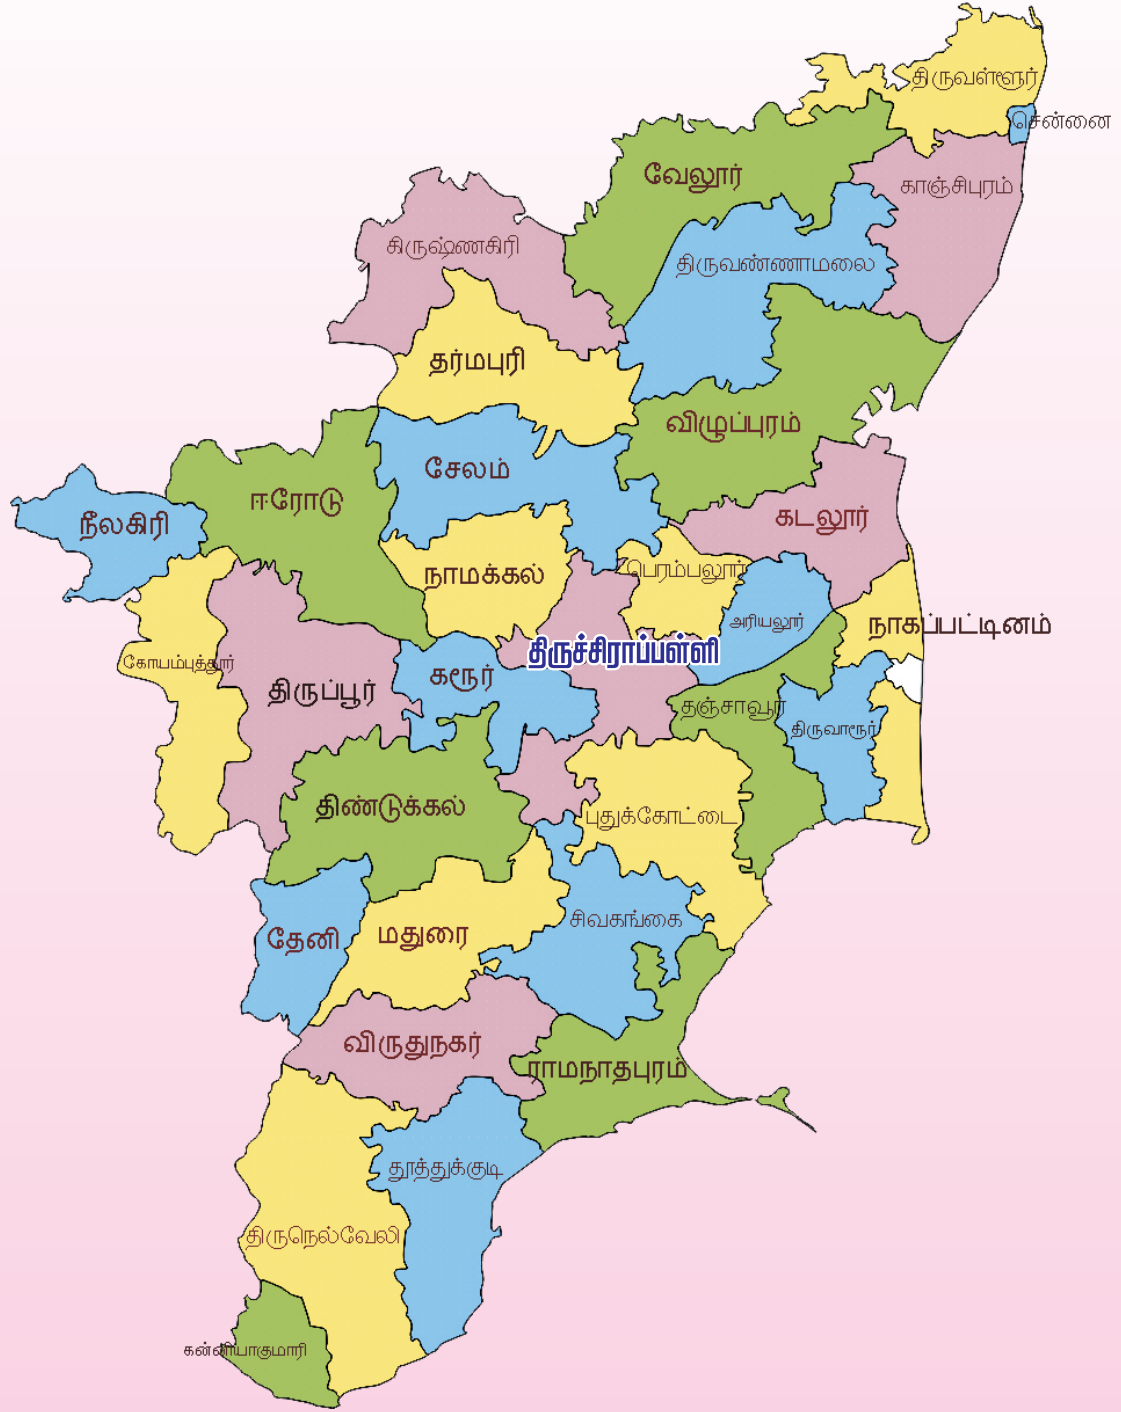 திருவள்ளூர்
சென்னை
வேலூர்
காஞ்சிபுரம்
கிருஷ்ணகிரி
திருவண்ணாமலை
தர்மபுரி
விழுப்புரம்
சேலம்
ஈரோடு
கடலூர்
நீலகிரி
நாமக்கல்
பெரம்பலூர்
அரியலூர்
நாகப்பட்டினம்
திருச்சிராப்பள்ளி
கோயம்புத்தூர்
கரூர்
திருப்பூர்
தஞ்சாவூர்
திருவாரூர்
திண்டுக்கல்
புதுக்கோட்டை
சிவகங்கை
மதுரை
தேனி
விருதுநகர்
ராமநாதபுரம்
தூத்துக்குடி
திருநெல்வேலி
கன்னியாகுமாரி